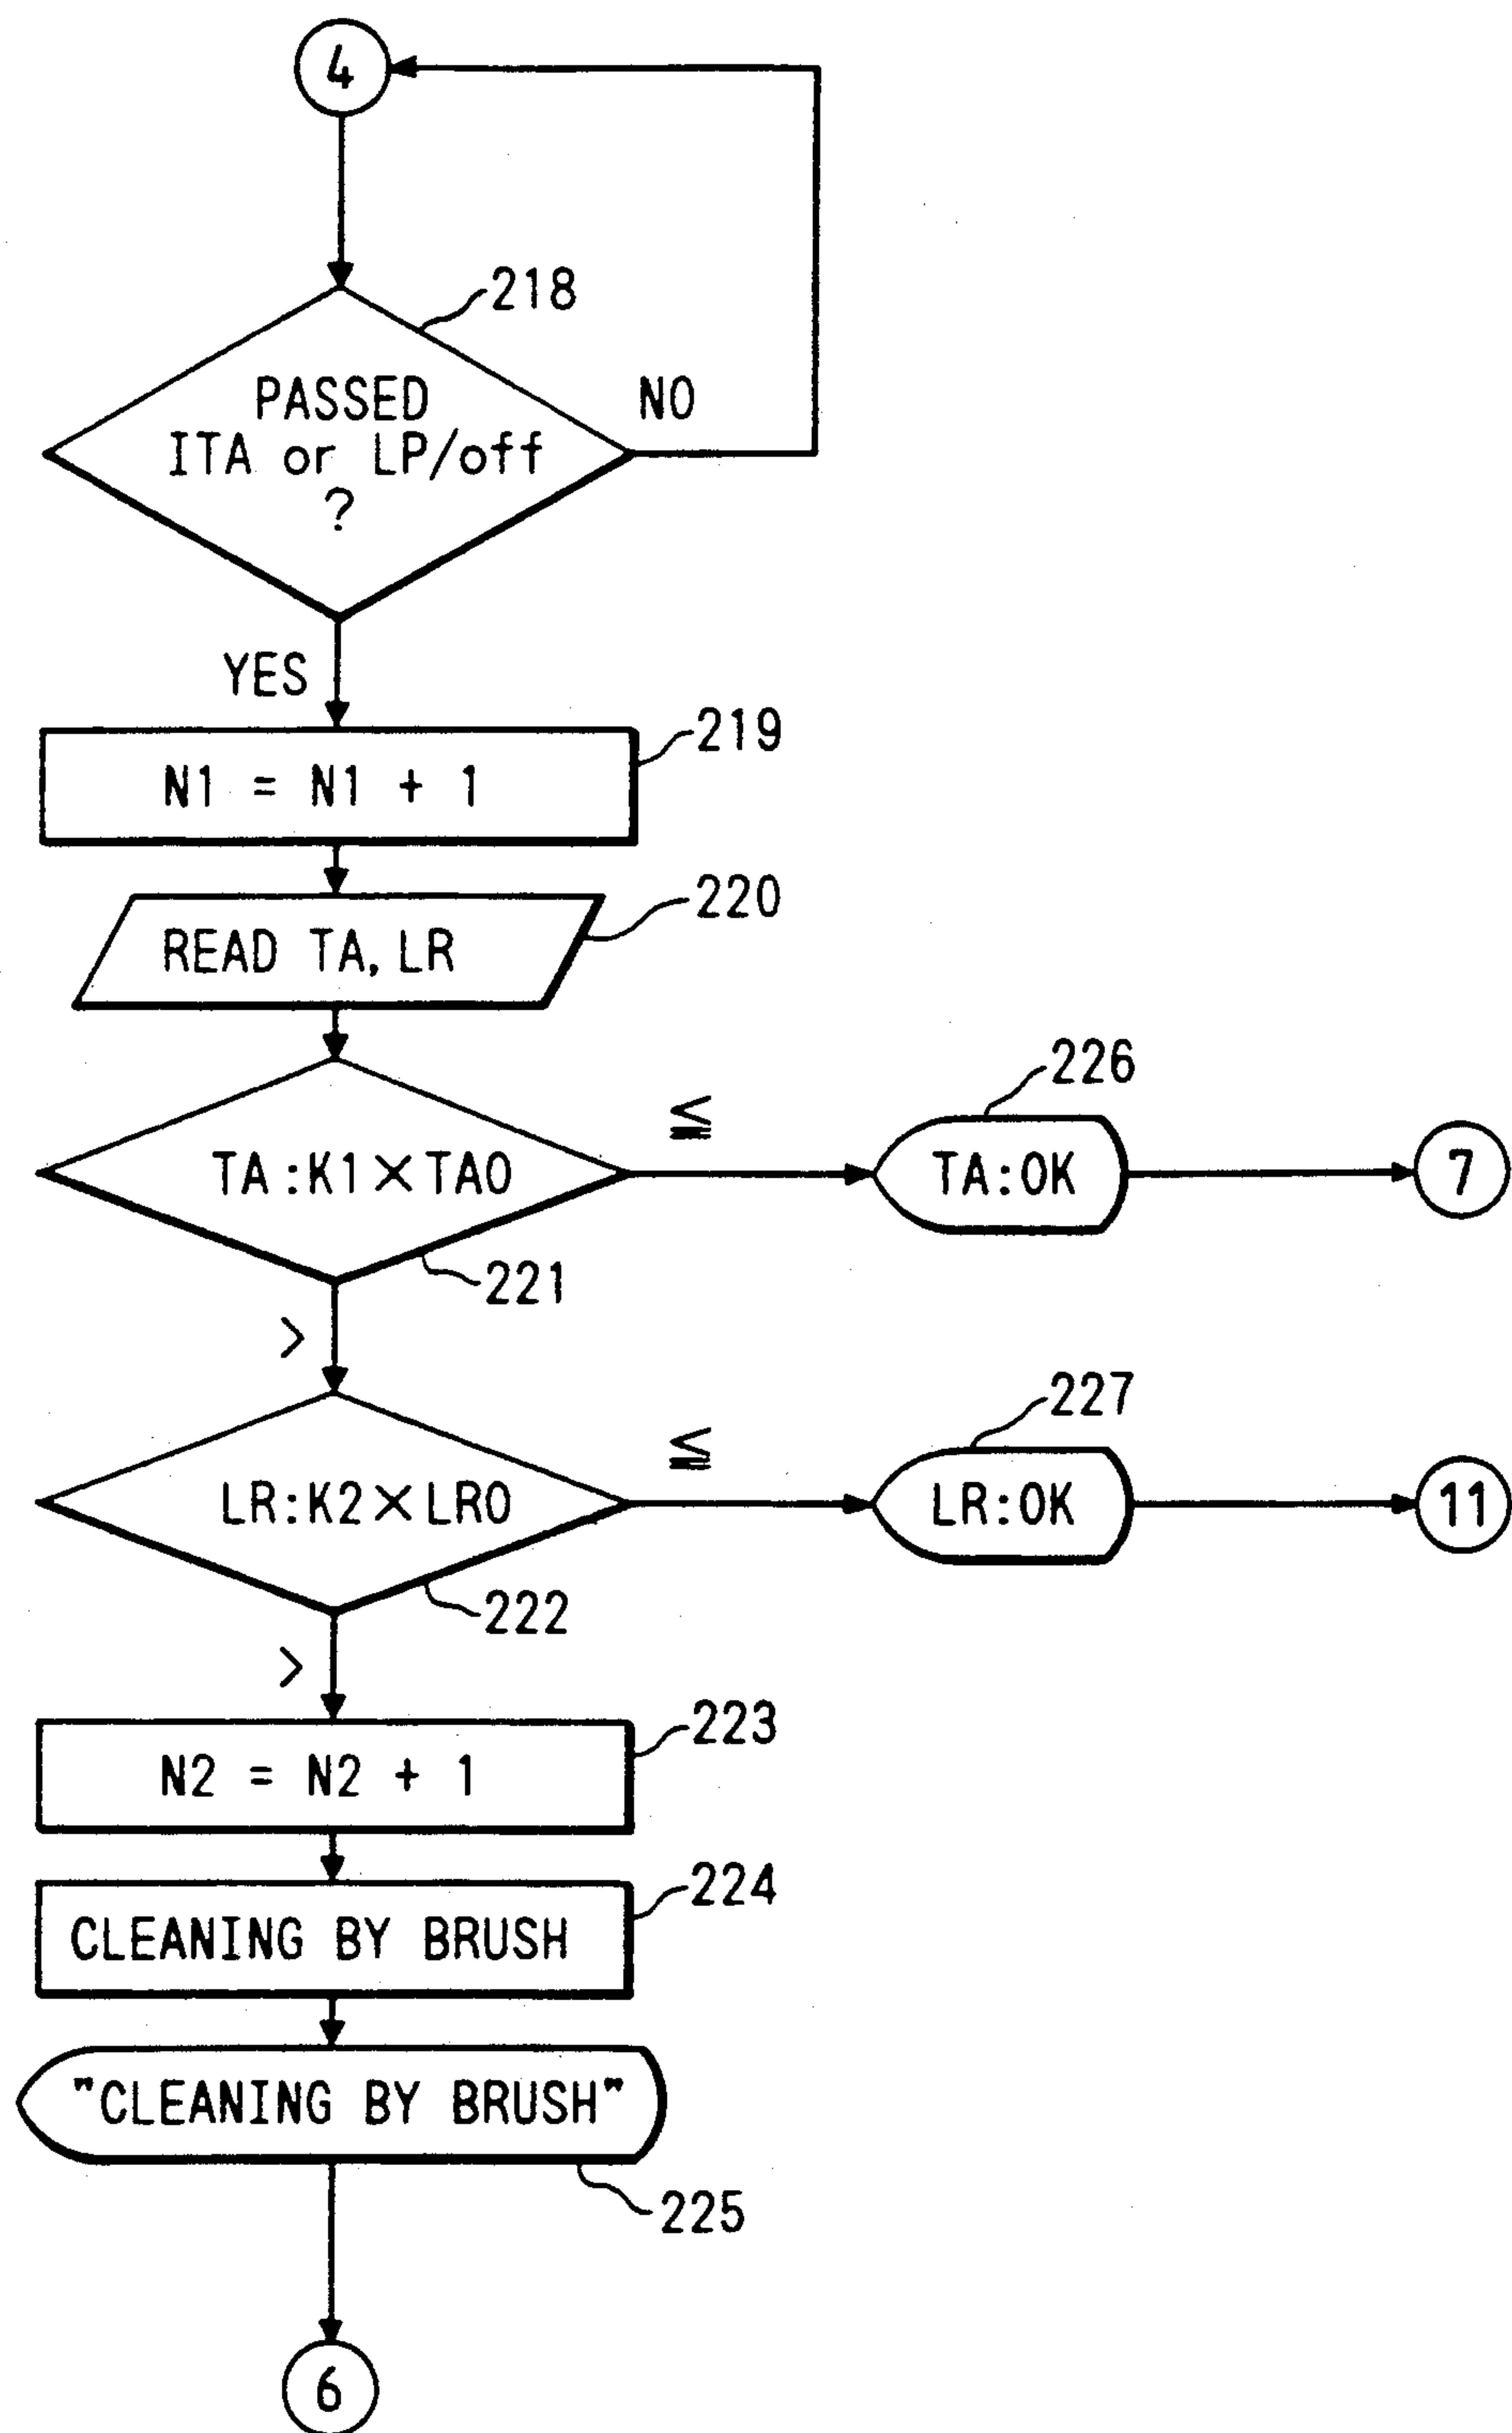 4
218
PASSED
NO
ITA or LP/off
?
YES
219
N1 = N1 + 1
220
READ TA, LR
226
≦
TA:K1×TA0
TA:OK
7
221
>
227
≦
LR:K2×LR0
LR:OK
11
222
>
223
N2 = N2 + 1
224
CLEANING BY BRUSH
"CLEANING BY BRUSH"
225
6